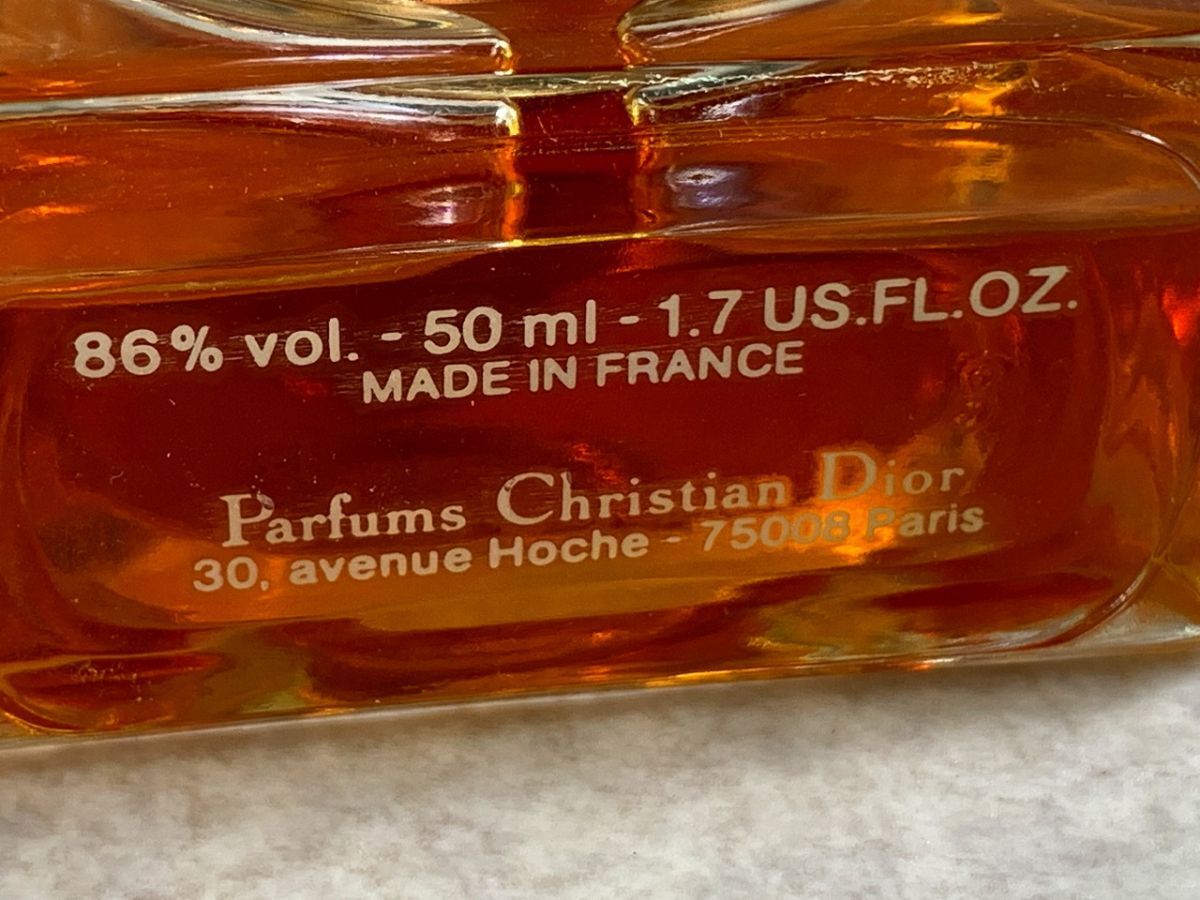 86% vol. - 50 ml - 1.7 US.FL.OZ.
MADE IN FRANCE
Parfums Christian Dior
30, avenue Hoche - 75008 Paris